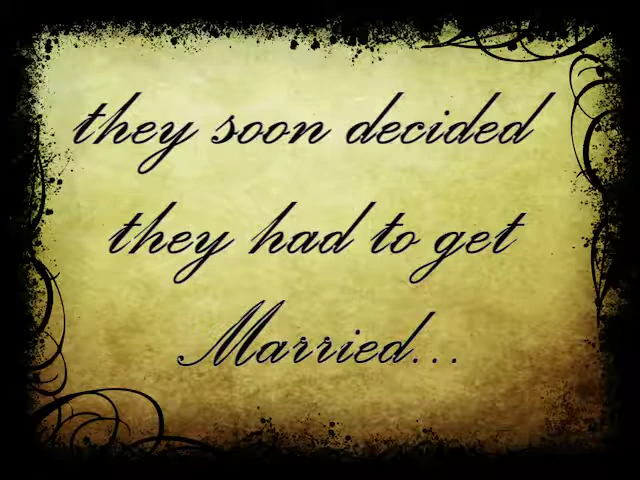 they soon decided
they had to get
Married...